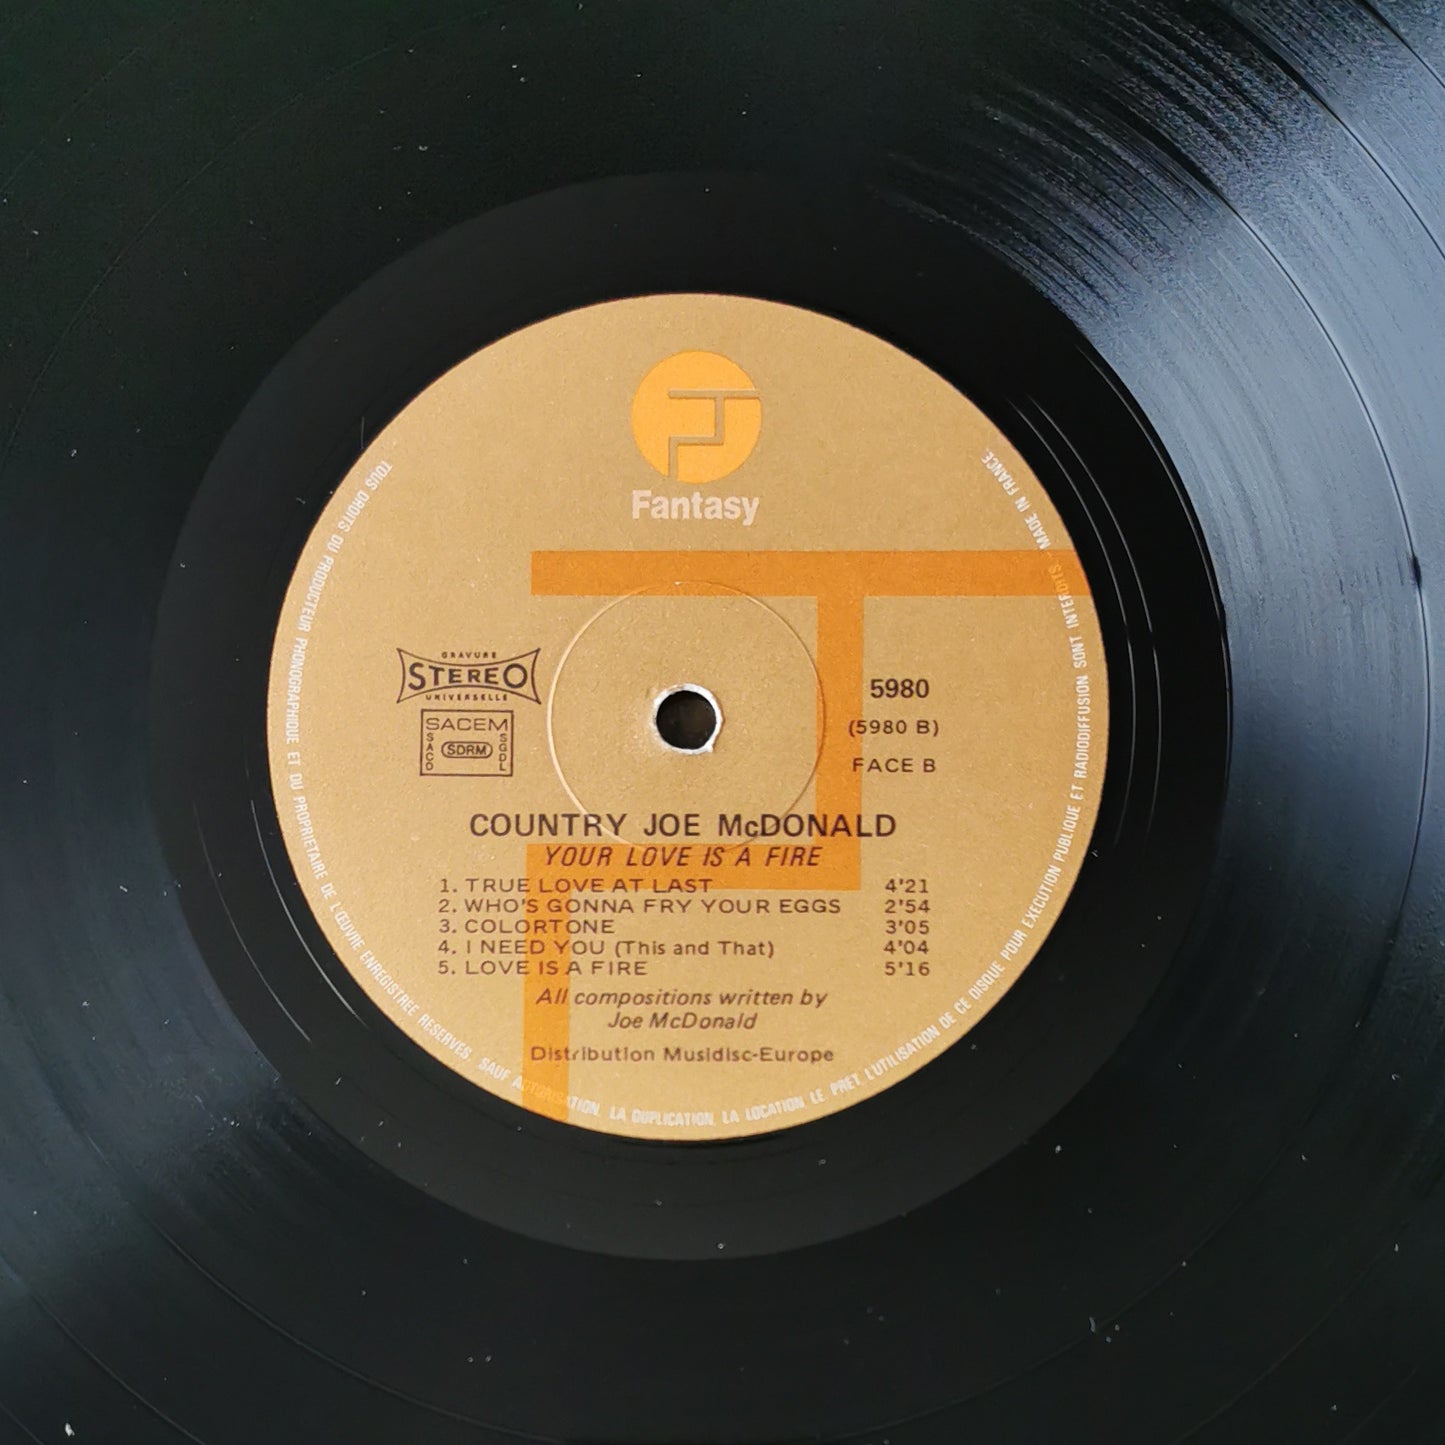 Fantasy
GRAVURE
STEREO
UNIVERSELLE
SACEM
SACD
SDRM
SGDL
5980
(5980 B)
FACE B
COUNTRY JOE McDONALD
YOUR LOVE IS A FIRE
1. TRUE LOVE AT LAST 4'21
2. WHO'S GONNA FRY YOUR EGGS 2'54
3. COLORTONE 3'05
4. I NEED YOU (This and That) 4'04
5. LOVE IS A FIRE 5'16
All compositions written by
Joe McDonald
Distribution Musidisc-Europe
TOUS DROITS DU PRODUCTEUR PHONOGRAPHIQUE ET DU PROPRIETAIRE DE L'ŒUVRE ENREGISTREE RESERVES. SAUF AUTORISATION, LA DUPLICATION, LA LOCATION, LE PRET, L'UTILISATION DE CE DISQUE POUR EXECUTION PUBLIQUE ET RADIODIFFUSION SONT INTERDITS. MADE IN FRANCE.